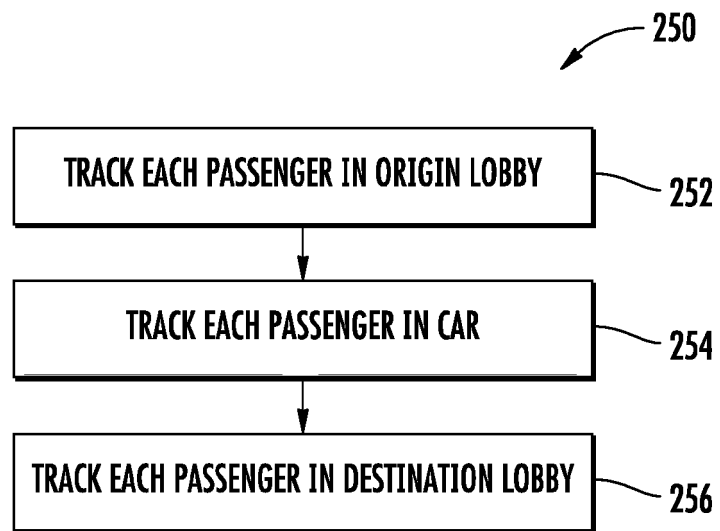 250
TRACK EACH PASSENGER IN ORIGIN LOBBY
252
TRACK EACH PASSENGER IN CAR
254
TRACK EACH PASSENGER IN DESTINATION LOBBY
256